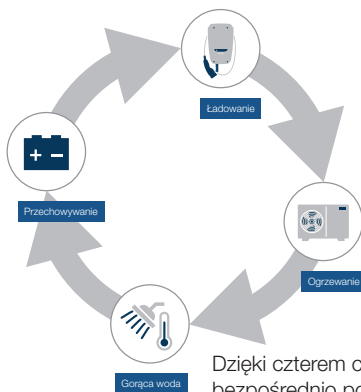 Ładowanie
Przechowywanie
Ogrzewanie
Gorąca woda
Dzięki czterem
bezpośrednio